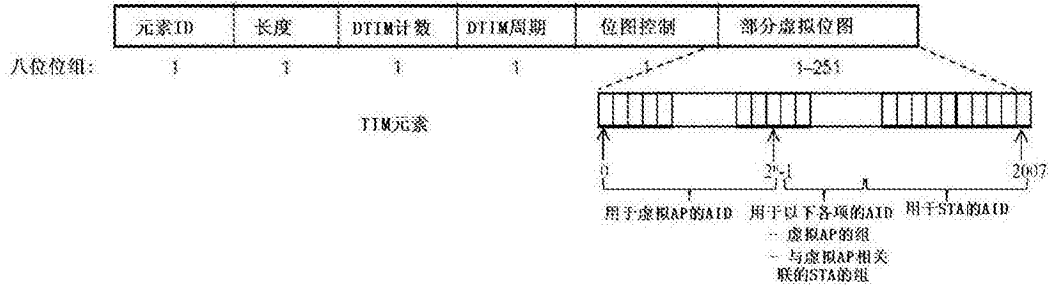 元素ID 长度 DTIM计数 DTIM周期 位图控制 部分虚拟位图
八位位组: 1 1 1 1 1 1-251
TIM元素
0 2ⁿ-1 M 2007
用于虚拟AP的AID 用于以下各项的AID 用于STA的AID
- 虚拟AP的组
- 与虚拟AP相关
联的STA的组